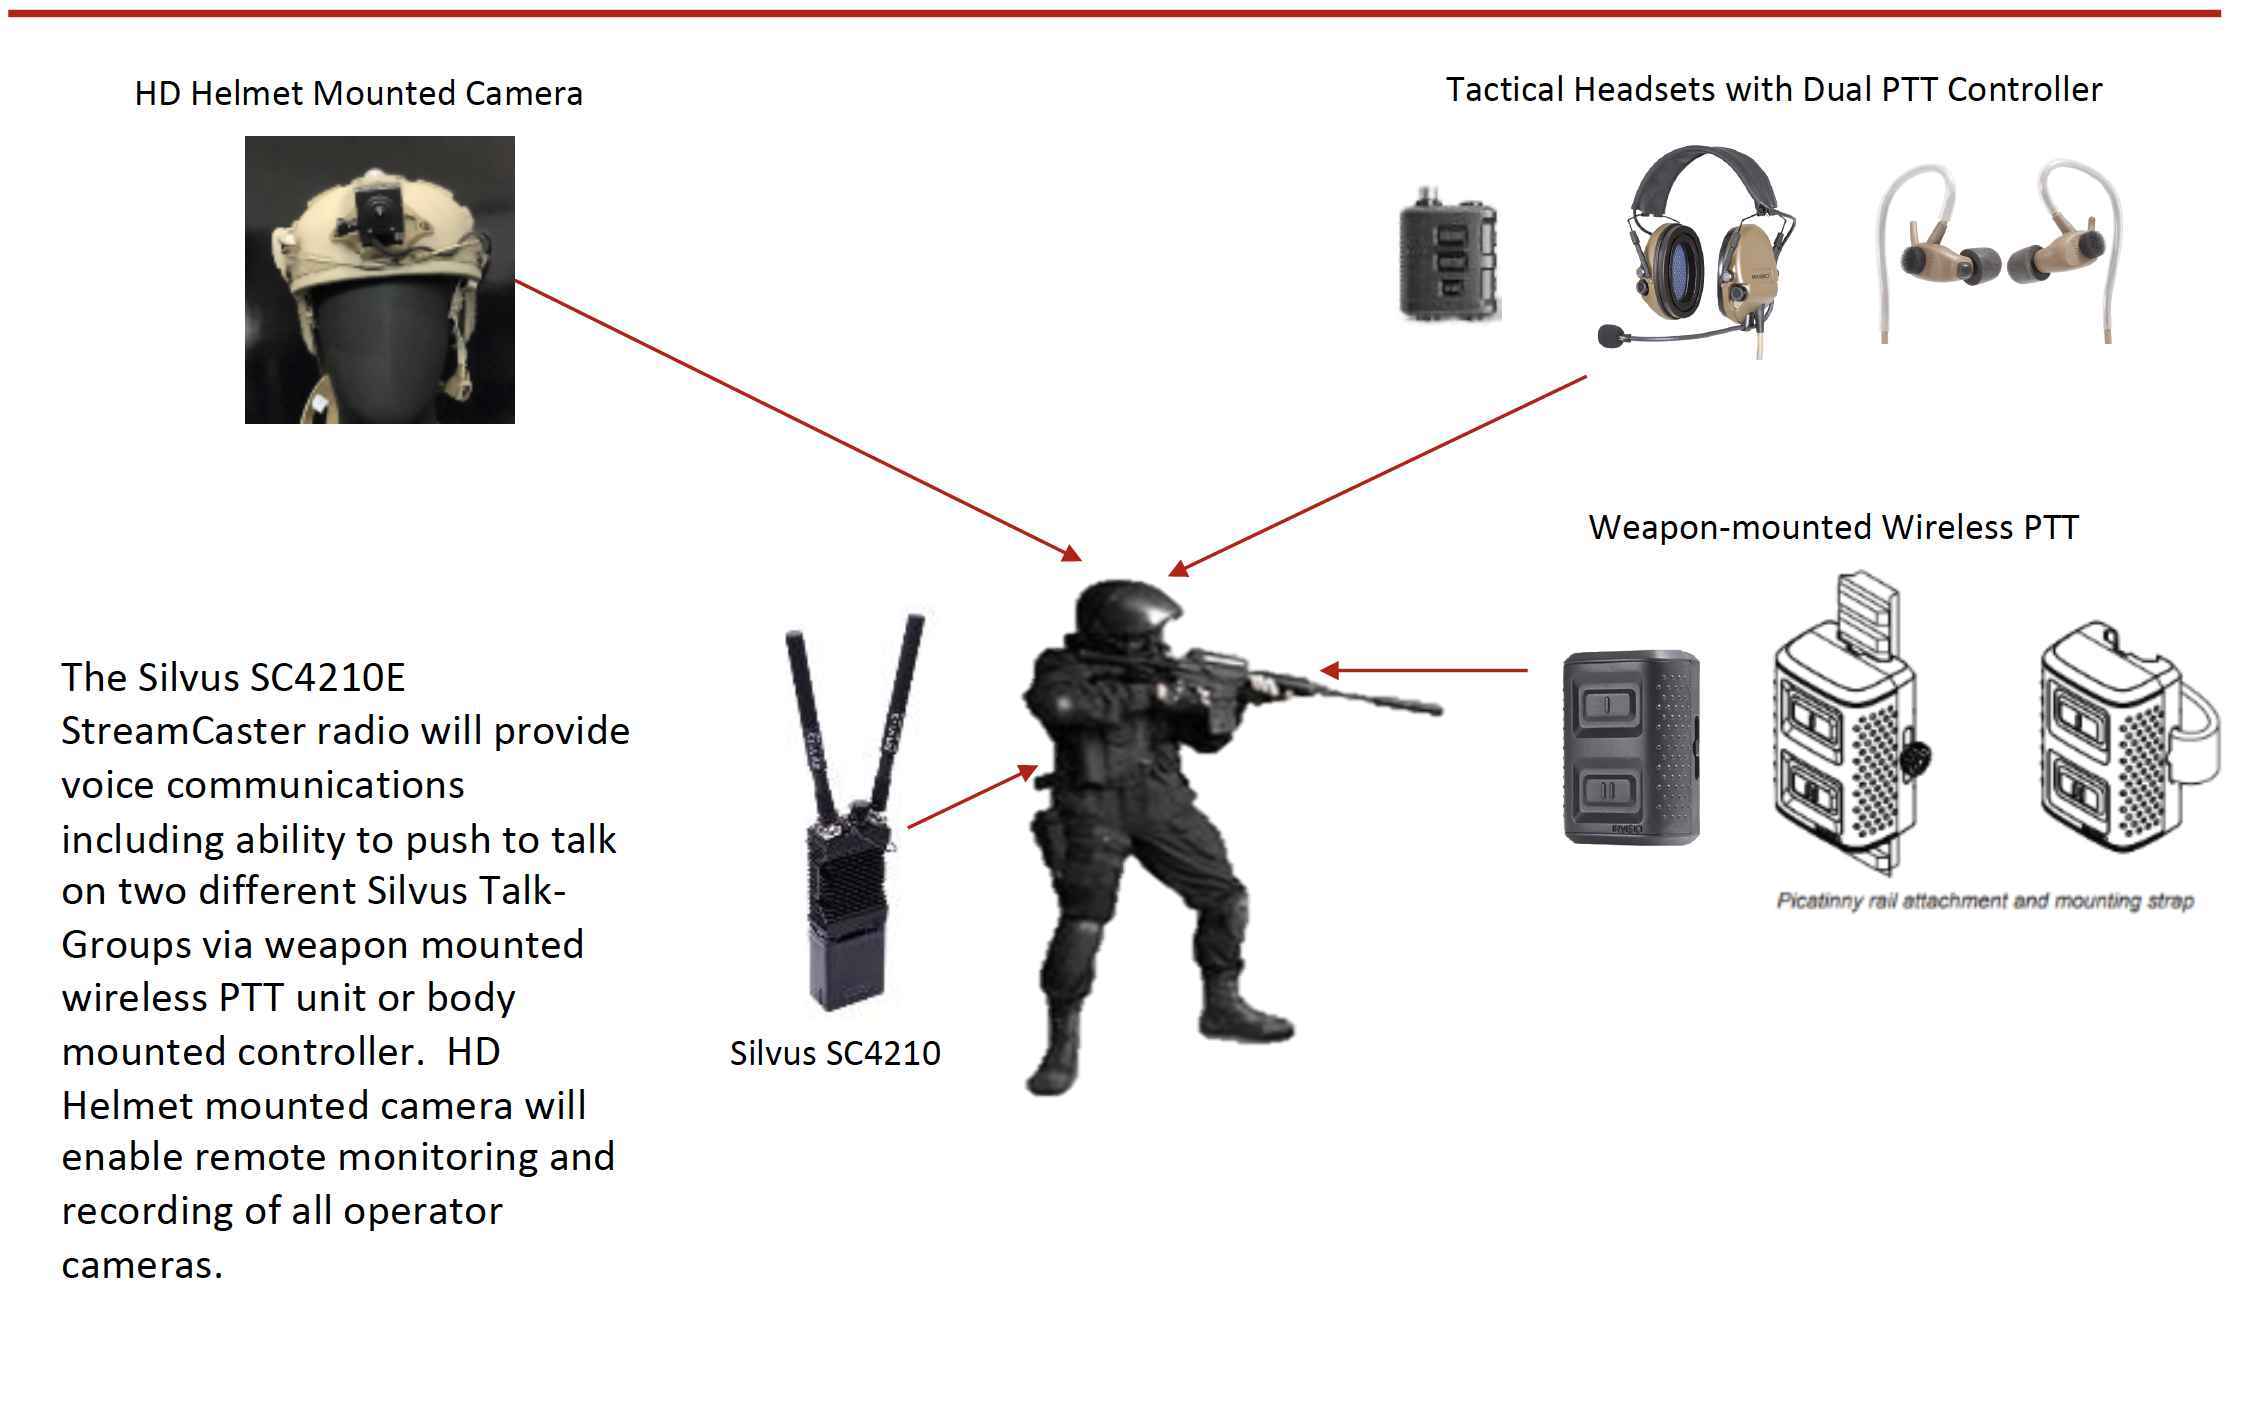 HD Helmet Mounted Camera
Tactical Headsets with Dual PTT Controller
INVISIO
Weapon-mounted Wireless PTT
The Silvus SC4210E
StreamCaster radio will provide
voice communications
including ability to push to talk
on two different Silvus Talk-
Groups via weapon mounted
wireless PTT unit or body
mounted controller.  HD
Helmet mounted camera will
enable remote monitoring and
recording of all operator
cameras.
Silvus SC4210
I
II
INVISIO
Picatinny rail attachment and mounting strap